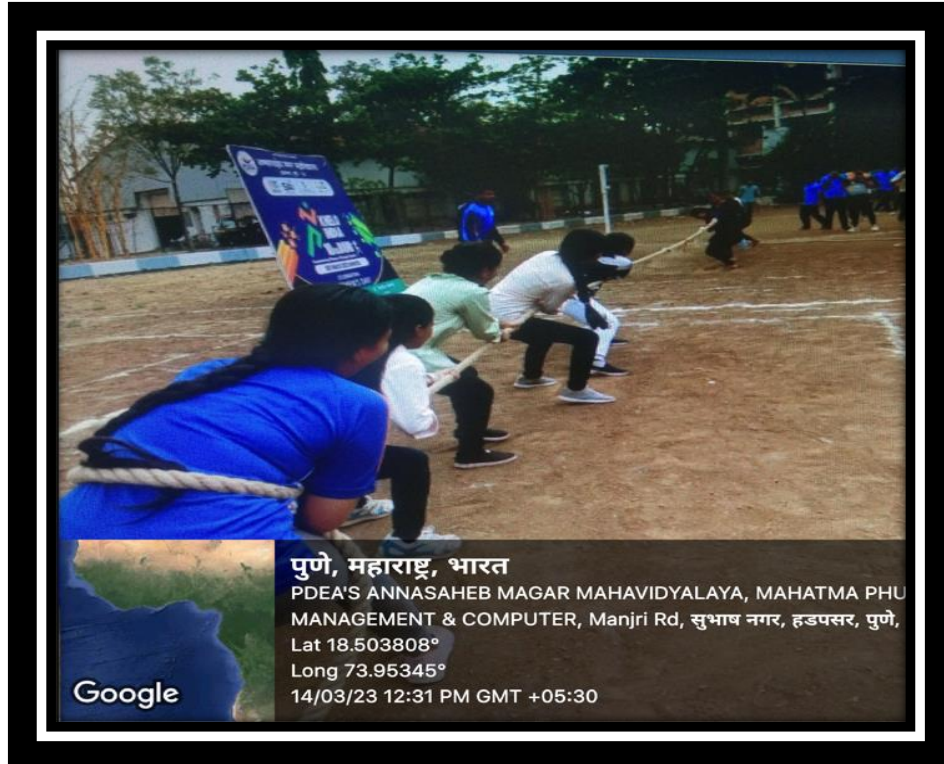 पुणे, महाराष्ट्र, भारत
PDEA'S ANNASAHEB MAGAR MAHAVIDYALAYA, MAHATMA PHU
MANAGEMENT & COMPUTER, Manjri Rd, सुभाष नगर, हडपसर, पुणे,
Lat 18.503808°
Long 73.95345°
14/03/23 12:31 PM GMT +05:30
Google